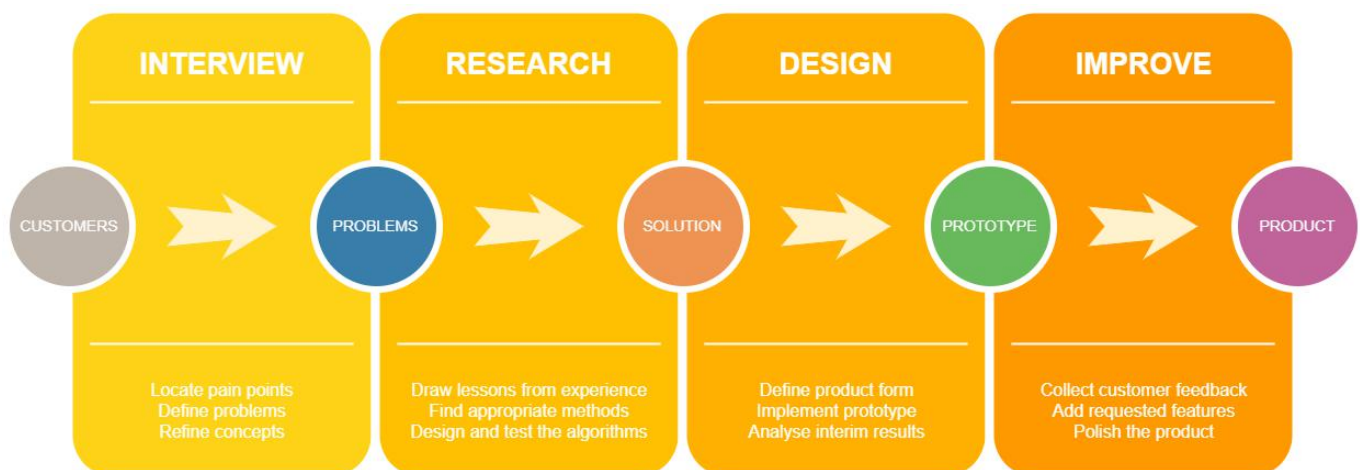 INTERVIEW
RESEARCH
DESIGN
IMPROVE
CUSTOMERS
PROBLEMS
SOLUTION
PROTOTYPE
PRODUCT
Locate pain points
Define problems
Refine concepts
Draw lessons from experience
Find appropriate methods
Design and test the algorithms
Define product form
Implement prototype
Analyse interim results
Collect customer feedback
Add requested features
Polish the product